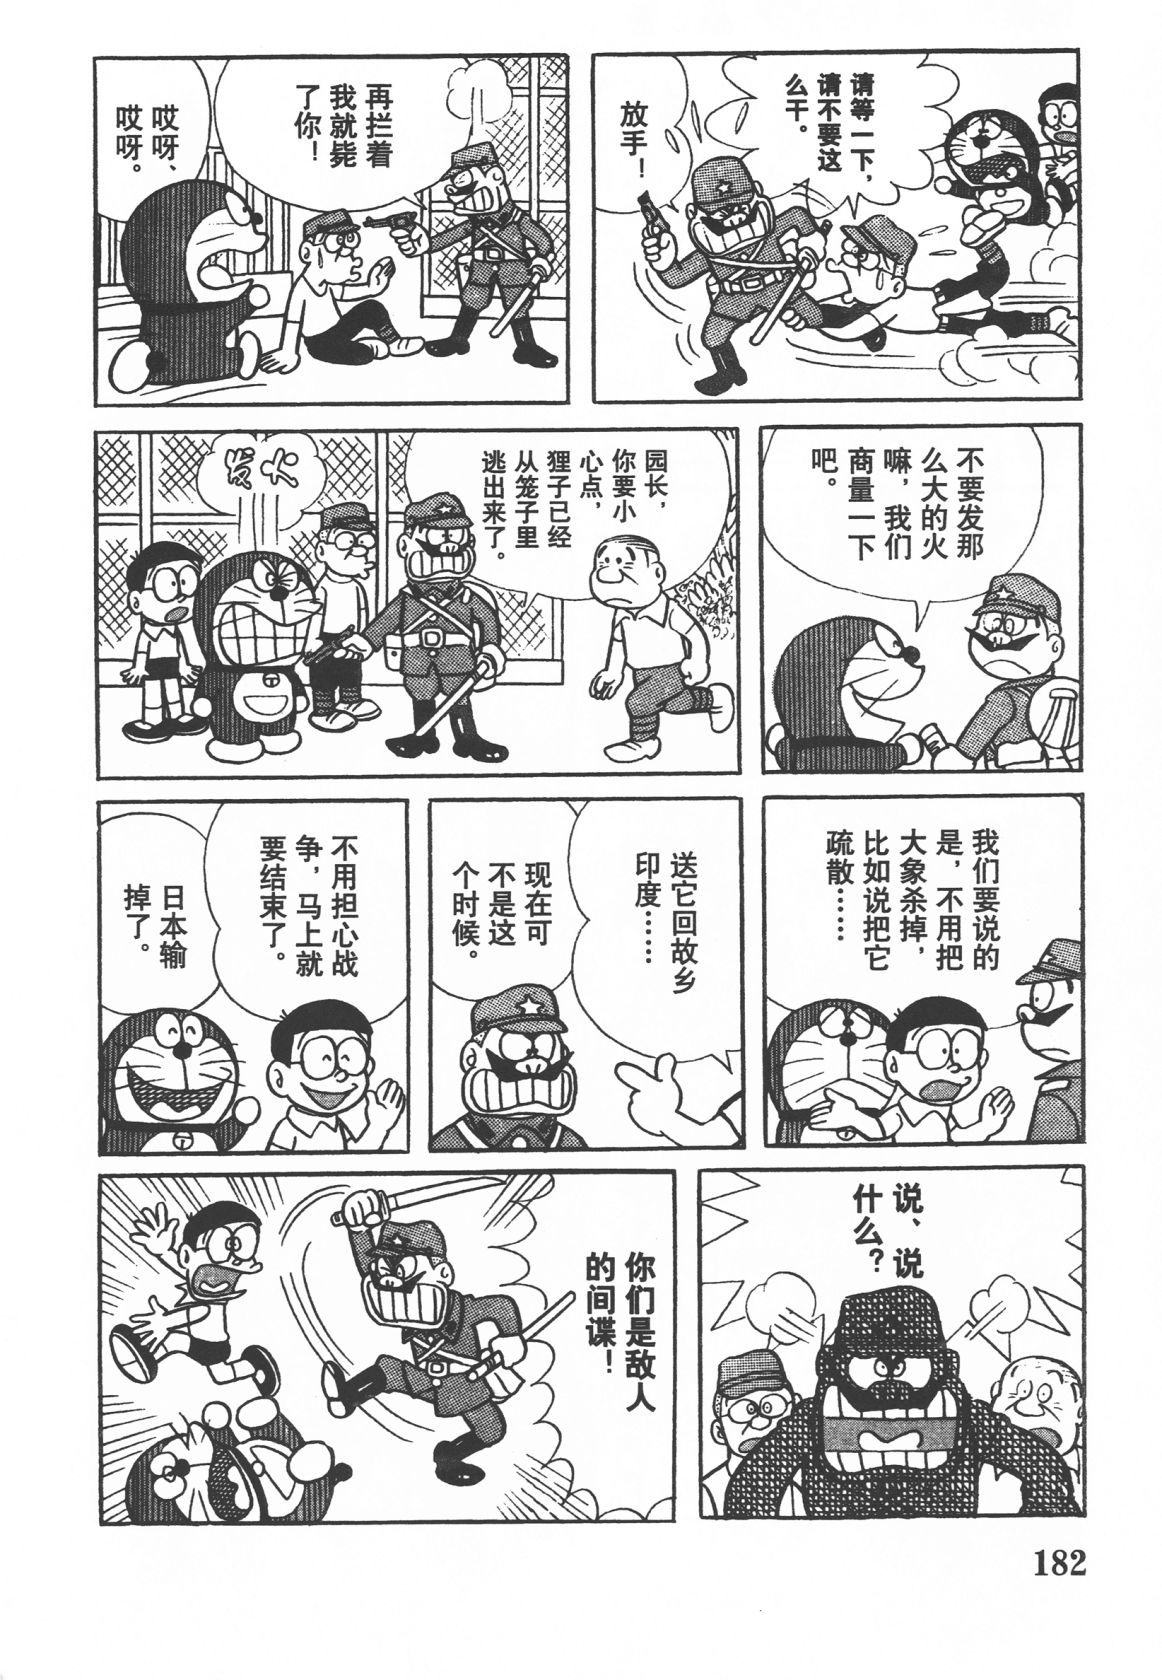 请等一下，
请不要这
么干。
放手！
再拦着
我就毙
了你！
哎呀、
哎呀。
不要发那
么大的火
嘛，我们
商量一下
吧。
园长，
你要小
心点，
狸子已经
从笼子里
逃出来了。
发火
我们要说的
是，不用把
大象杀掉，
比如说把它
疏散……
送它回故乡
印度……
现在可
不是这
个时候。
不用担心战
争，马上就
要结束了。
日本输
掉了。
说、说
什么？
你们是敌人
的间谍！
182